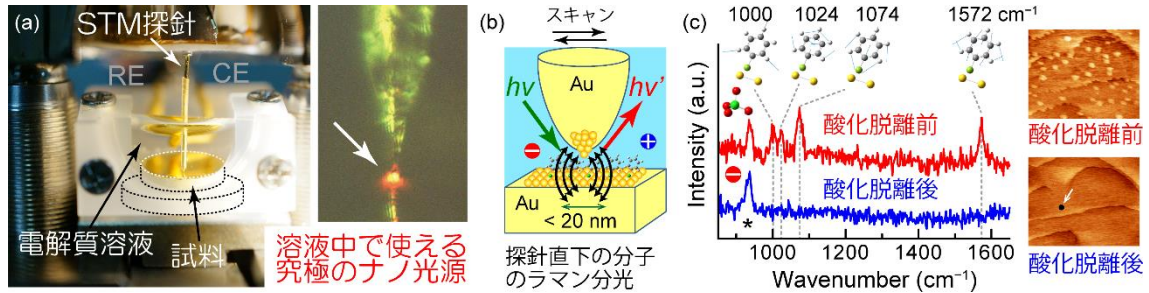 (a)
STM探針
RE
CE
電解質溶液
試料
溶液中で使える
究極のナノ光源
(b)
スキャン
Au
hν
hν'
Au
< 20 nm
探針直下の分子
のラマン分光
(c)
1000 1024 1074 1572 cm⁻¹
Intensity (a.u.)
酸化脱離前
酸化脱離後
*
1000 1200 1400 1600
Wavenumber (cm⁻¹)
酸化脱離前
酸化脱離後